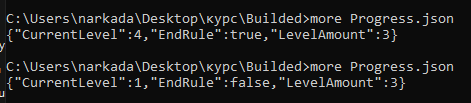 C:\Users\narkada\Desktop\курс\Builded>more Progress.json
{"CurrentLevel":4,"EndRule":true,"LevelAmount":3}
C:\Users\narkada\Desktop\курс\Builded>more Progress.json
{"CurrentLevel":1,"EndRule":false,"LevelAmount":3}